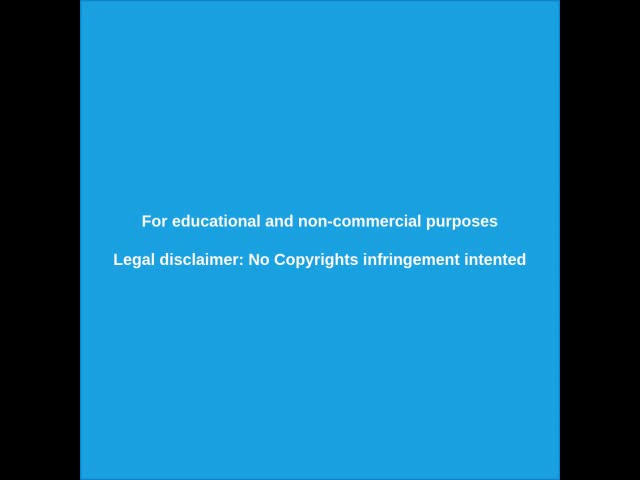 For educational and non-commercial purposes
Legal disclaimer: No Copyrights infringement intented